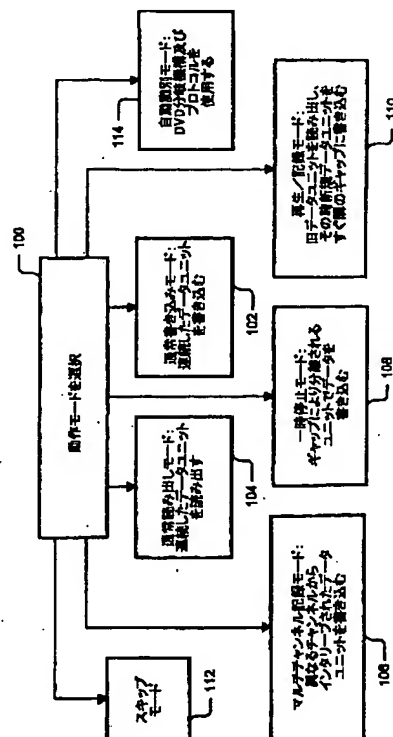 100
動作モードを選択
スキップ
モード
112
マルチチャンネル記録モード:
異なるチャンネルから
インタリーブされたデータ
ユニットを書き込む
106
通常読み出しモード:
連続したデータユニット
を読み出す
104
一時停止モード:
ギャップにより分離される
ユニットでデータを
書き込む
108
通常書き込みモード:
連続したデータユニット
を書き込む
102
再生/記録モード:
旧データユニットを読み出し、
その時新規データユニットを
すぐ隣のギャップに書き込む
110
DVD分岐機構及び
プロトコルを
使用する
114